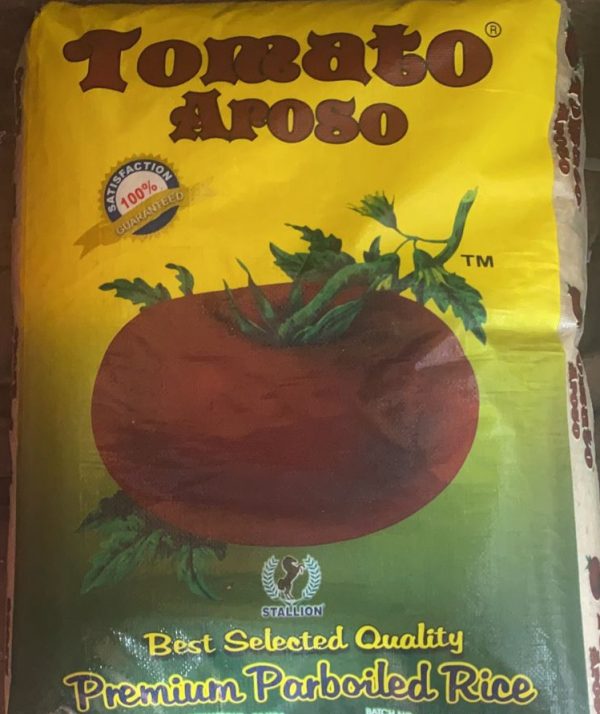 Tomato®
Aroso
SATISFACTION
100%
GUARANTEED
TM
STALLION
Best Selected Quality
Premium Parboiled Rice